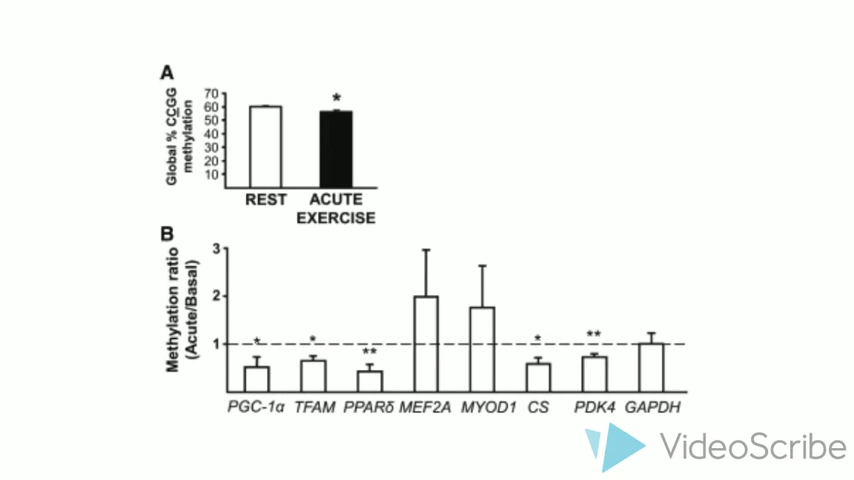 A
Global % CCGG
methylation
70
60
50
40
30
20
10
*
REST
ACUTE
EXERCISE
B
Methylation ratio
(Acute/Basal)
3
2
1
* * ** * **
PGC-1α TFAM PPARδ MEF2A MYOD1 CS PDK4 GAPDH
VideoScribe